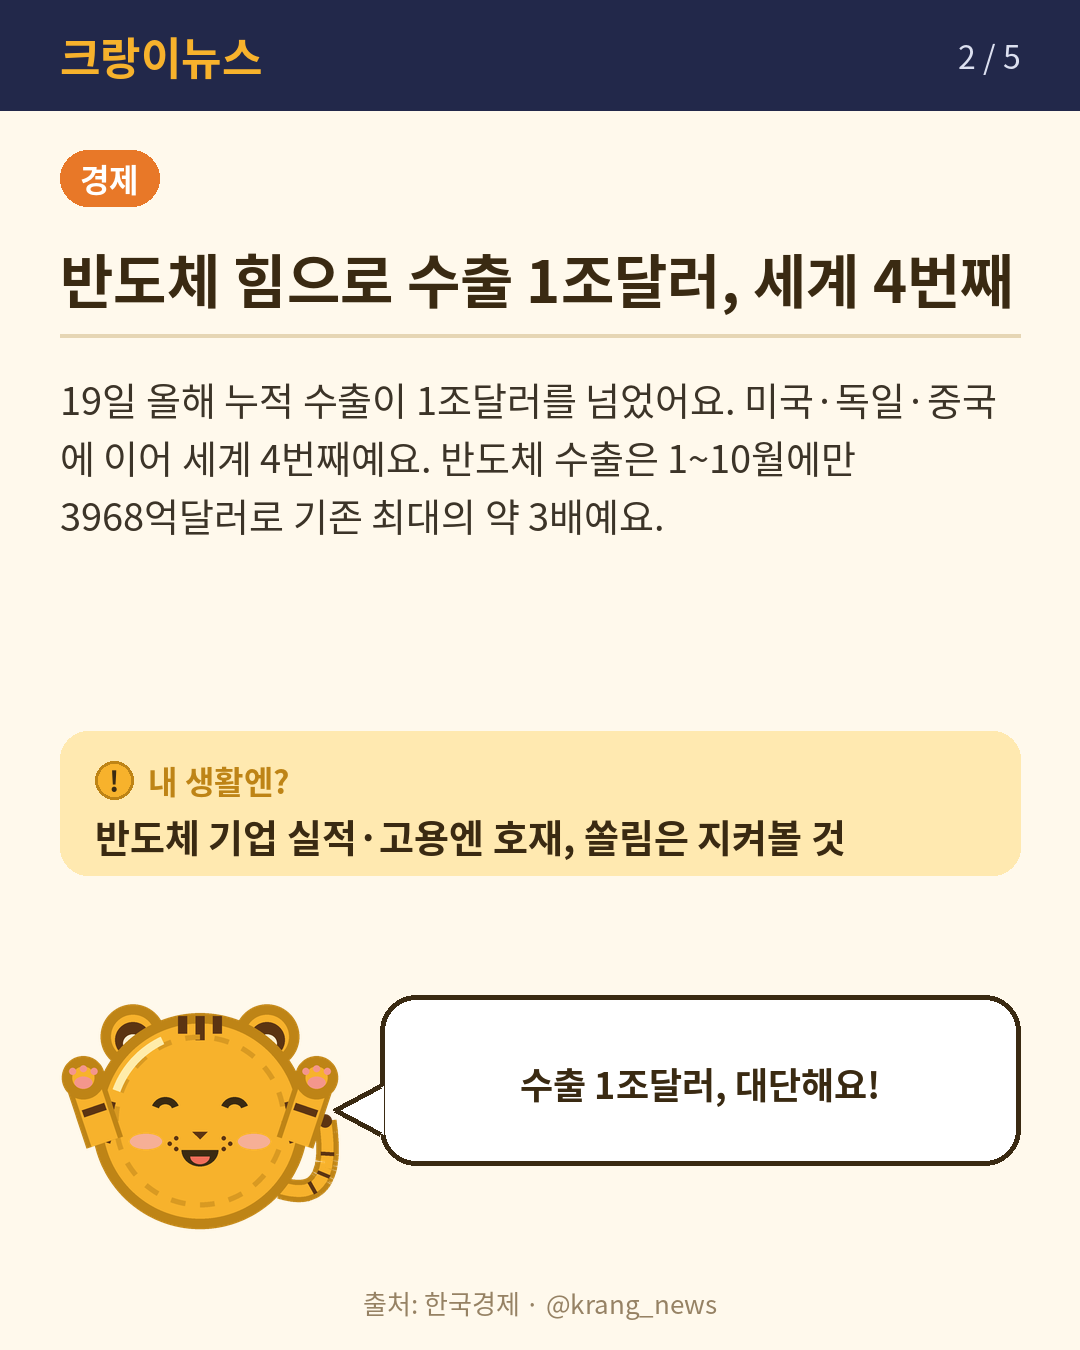 크랑이뉴스
2 / 5
경제
반도체 힘으로 수출 1조달러, 세계 4번째
19일 올해 누적 수출이 1조달러를 넘었어요. 미국·독일·중국
에 이어 세계 4번째예요. 반도체 수출은 1~10월에만
3968억달러로 기존 최대의 약 3배예요.
! 내 생활엔?
반도체 기업 실적·고용엔 호재, 쏠림은 지켜볼 것
수출 1조달러, 대단해요!
출처: 한국경제 · @krang_news